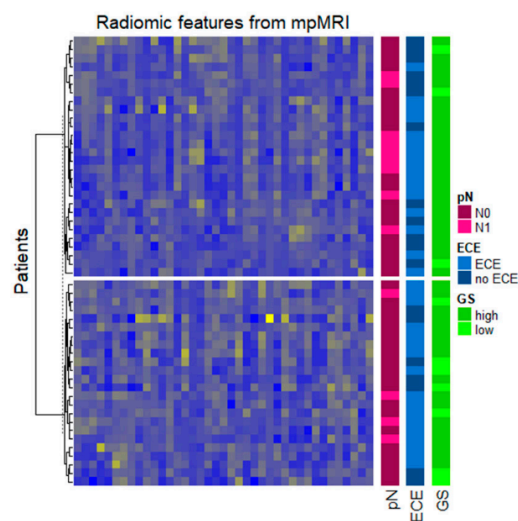 Radiomic features from mpMRI
Patients
pN
N0
N1
ECE
ECE
no ECE
GS
high
low
pN
ECE
GS